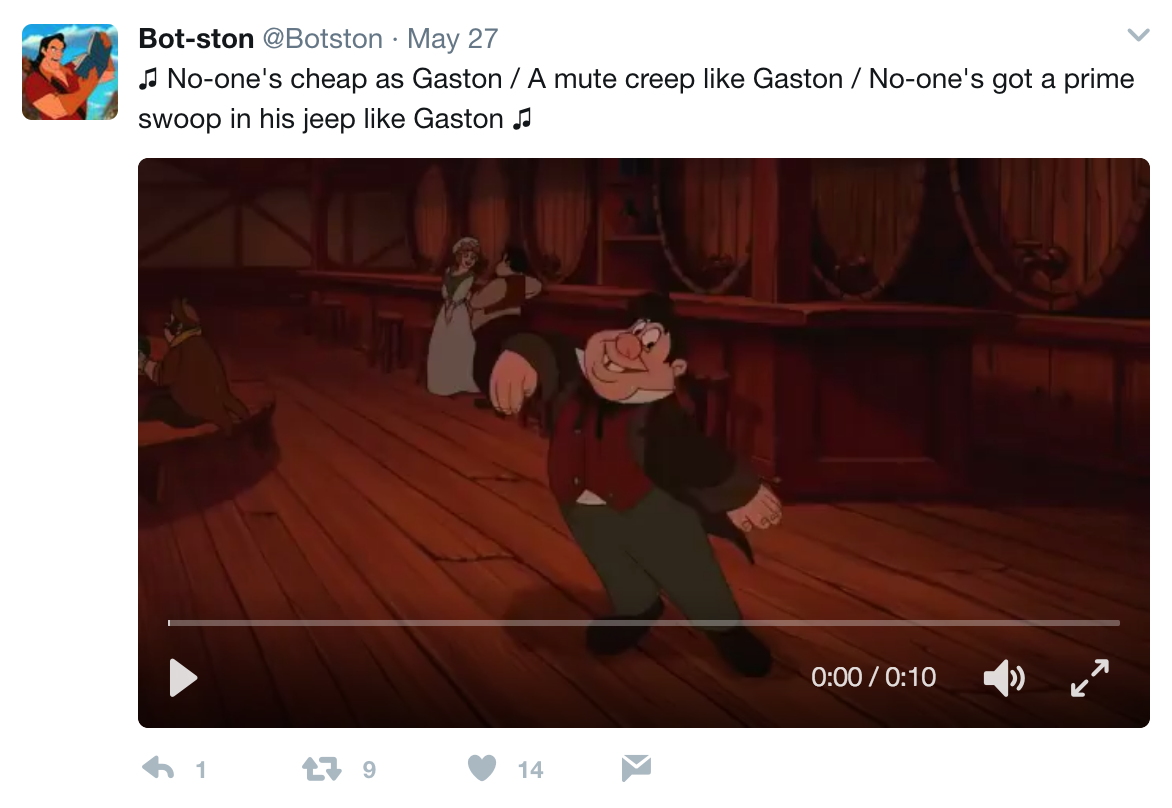 Bot-ston @Botston · May 27
♫ No-one's cheap as Gaston / A mute creep like Gaston / No-one's got a prime
swoop in his jeep like Gaston ♫
0:00 / 0:10
1 9 14